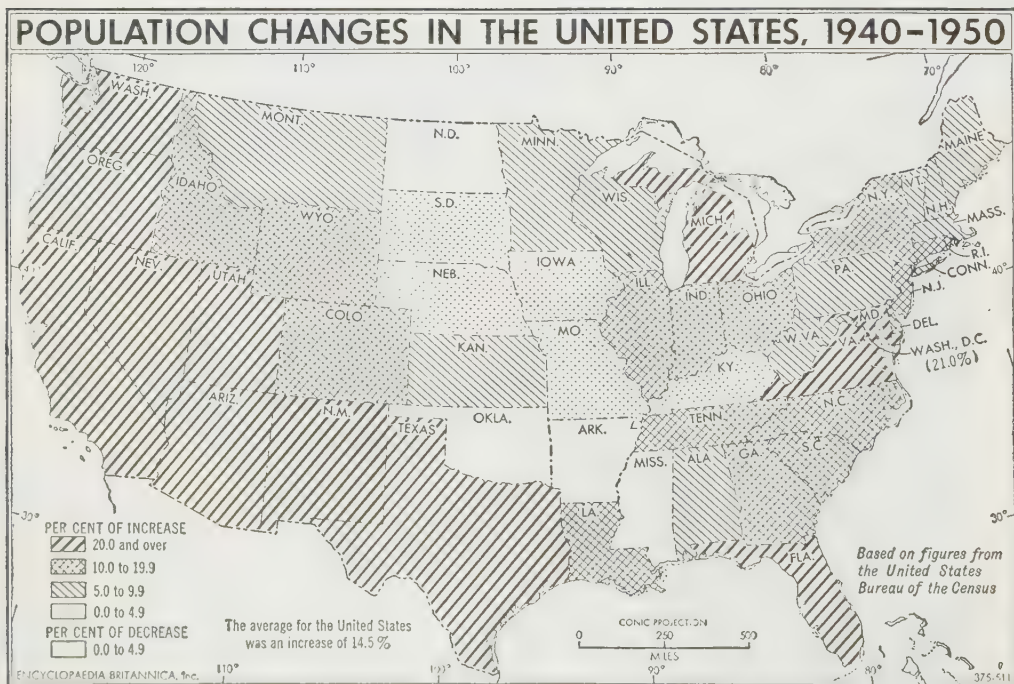 POPULATION CHANGES IN THE UNITED STATES, 1940–1950
120° 110° 100° 90° 80° 70°
WASH.
MONT.
N.D.
MINN.
MAINE
OREG.
IDAHO
WYO.
S.D.
WIS.
MICH.
N.Y.
VT.
N.H.
MASS.
R.I.
CONN.
CALIF.
NEV.
UTAH
COLO
NEB.
IOWA
ILL.
IND.
OHIO
PA.
N.J.
40°
KAN.
MO.
KY.
W.VA.
VA.
MD.
DEL.
WASH., D.C.
(21.0%)
ARIZ.
N.M.
TEXAS
OKLA.
ARK.
TENN.
N.C.
MISS.
ALA.
GA.
S.C.
LA.
FLA.
30°
30°
PER CENT OF INCREASE
20.0 and over
10.0 to 19.9
5.0 to 9.9
0.0 to 4.9
PER CENT OF DECREASE
0.0 to 4.9
The average for the United States
was an increase of 14.5%
CONIC PROJECTION
0 250 500
MILES
Based on figures from
the United States
Bureau of the Census
ENCYCLOPAEDIA BRITANNICA, Inc.
110° 100° 90° 80°
375-511